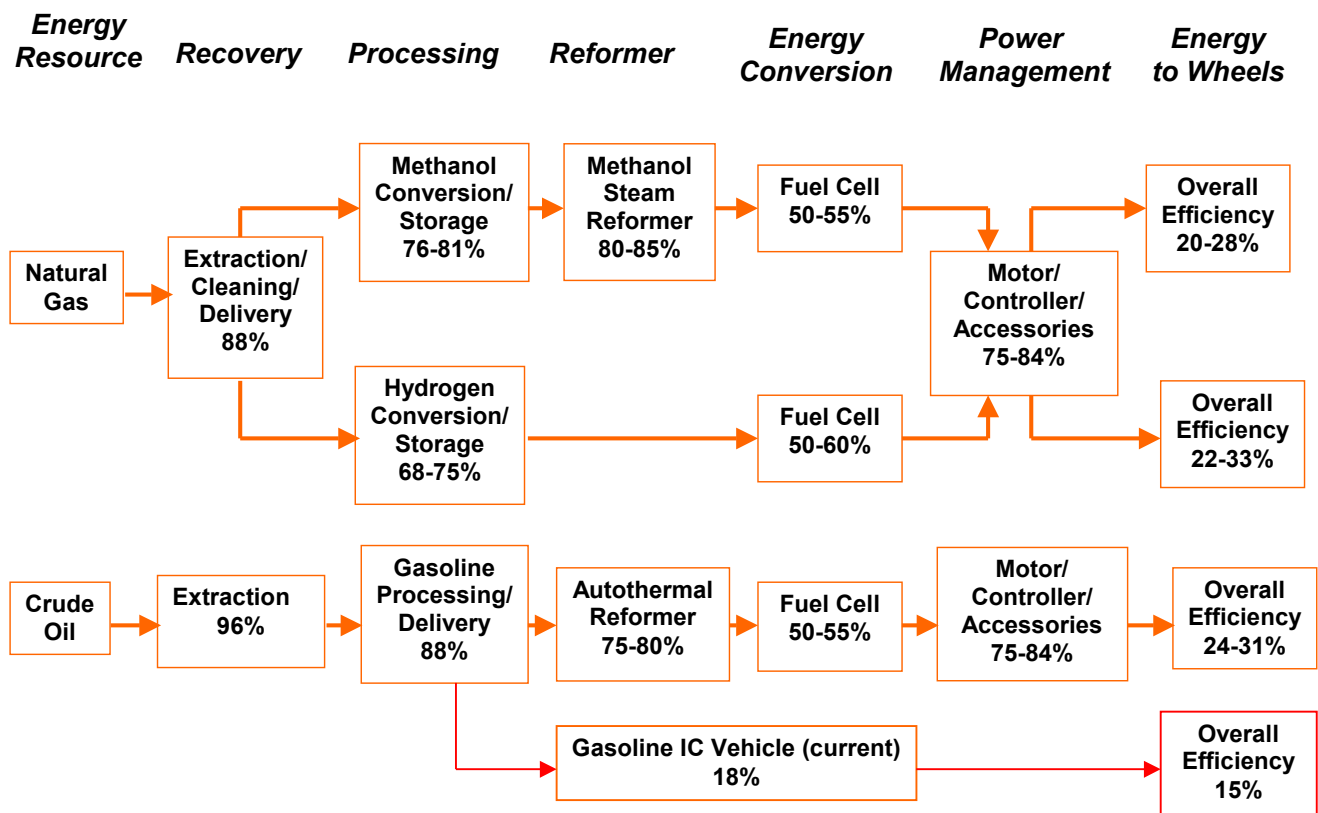 Energy
Resource
Recovery
Processing
Reformer
Energy
Conversion
Power
Management
Energy
to Wheels
Natural
Gas
Extraction/
Cleaning/
Delivery
88%
Methanol
Conversion/
Storage
76-81%
Methanol
Steam
Reformer
80-85%
Fuel Cell
50-55%
Motor/
Controller/
Accessories
75-84%
Overall
Efficiency
20-28%
Hydrogen
Conversion/
Storage
68-75%
Fuel Cell
50-60%
Overall
Efficiency
22-33%
Crude
Oil
Extraction
96%
Gasoline
Processing/
Delivery
88%
Autothermal
Reformer
75-80%
Fuel Cell
50-55%
Motor/
Controller/
Accessories
75-84%
Overall
Efficiency
24-31%
Gasoline IC Vehicle (current)
18%
Overall
Efficiency
15%